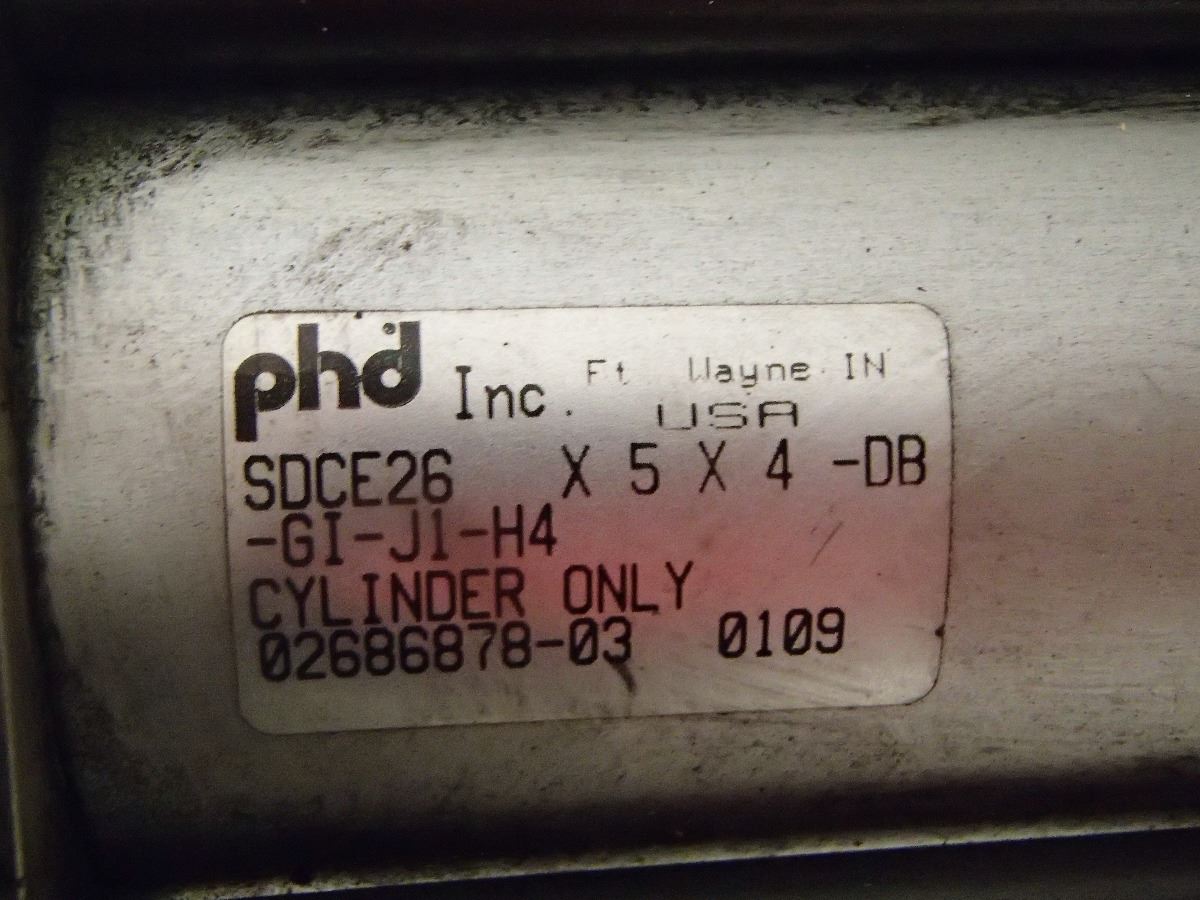 phd Inc. Ft Wayne IN
USA
SDCE26 X 5 X 4 -DB
-GI-J1-H4
CYLINDER ONLY
02686878-03 0109